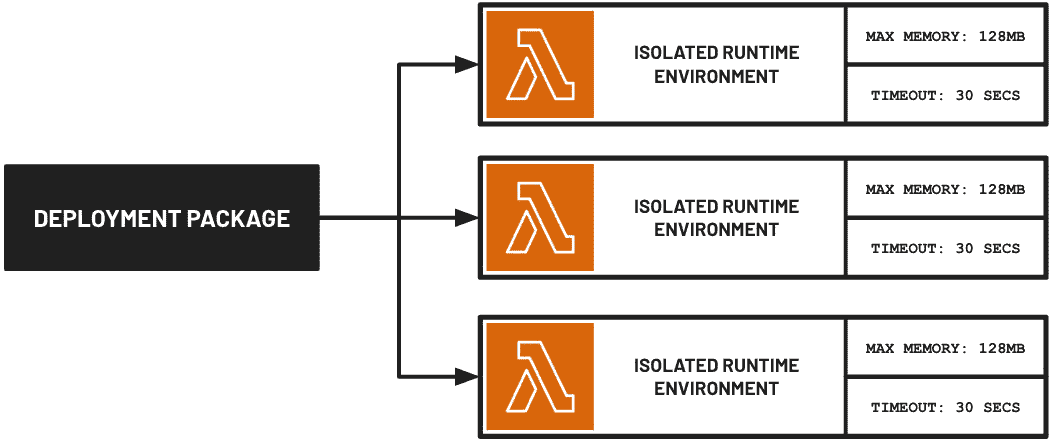 ISOLATED RUNTIME
ENVIRONMENT
MAX MEMORY: 128MB
TIMEOUT: 30 SECS
DEPLOYMENT PACKAGE
ISOLATED RUNTIME
ENVIRONMENT
MAX MEMORY: 128MB
TIMEOUT: 30 SECS
ISOLATED RUNTIME
ENVIRONMENT
MAX MEMORY: 128MB
TIMEOUT: 30 SECS